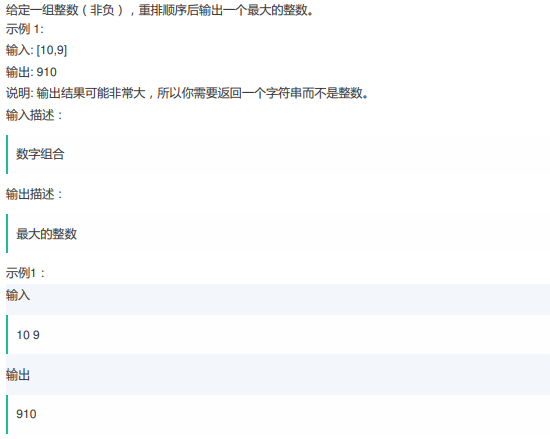 给定一组整数（非负），重排顺序后输出一个最大的整数。
示例 1:
输入: [10,9]
输出: 910
说明: 输出结果可能非常大，所以你需要返回一个字符串而不是整数。
输入描述：
数字组合
输出描述：
最大的整数
示例1：
输入
10 9
输出
910